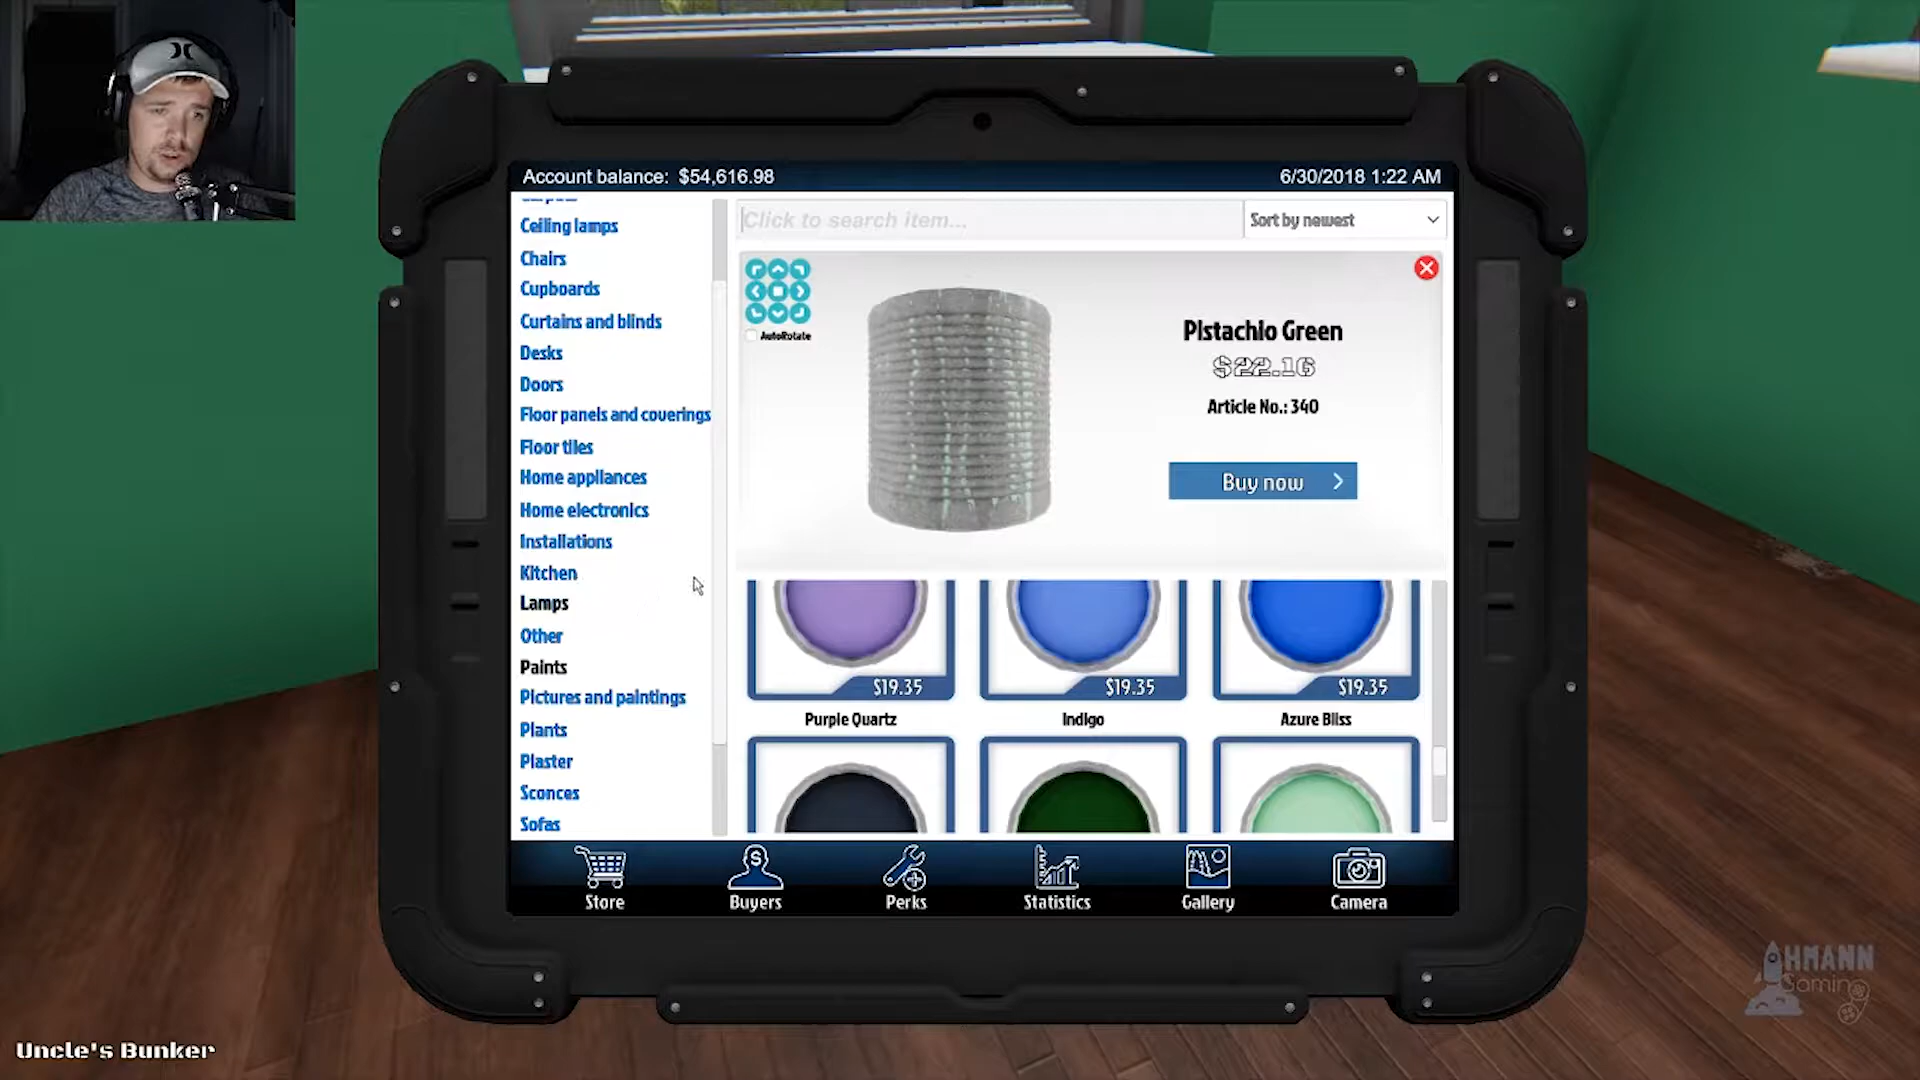 Account balance: $54,616.98
6/30/2018 1:22 AM
Ceiling lamps
Chairs
Cupboards
Curtains and blinds
Desks
Doors
Floor panels and coverings
Floor tiles
Home appliances
Home electronics
Installations
Kitchen
Lamps
Other
Paints
Pictures and paintings
Plants
Plaster
Sconces
Sofas
Click to search item...
Sort by newest
AutoRotate
Pistachio Green
$22.16
Article No.: 340
Buy now
$19.35
$19.35
$19.35
Purple Quartz
Indigo
Azure Bliss
Store
Buyers
Perks
Statistics
Gallery
Camera
Uncle's Bunker
AHMANN
Gaming